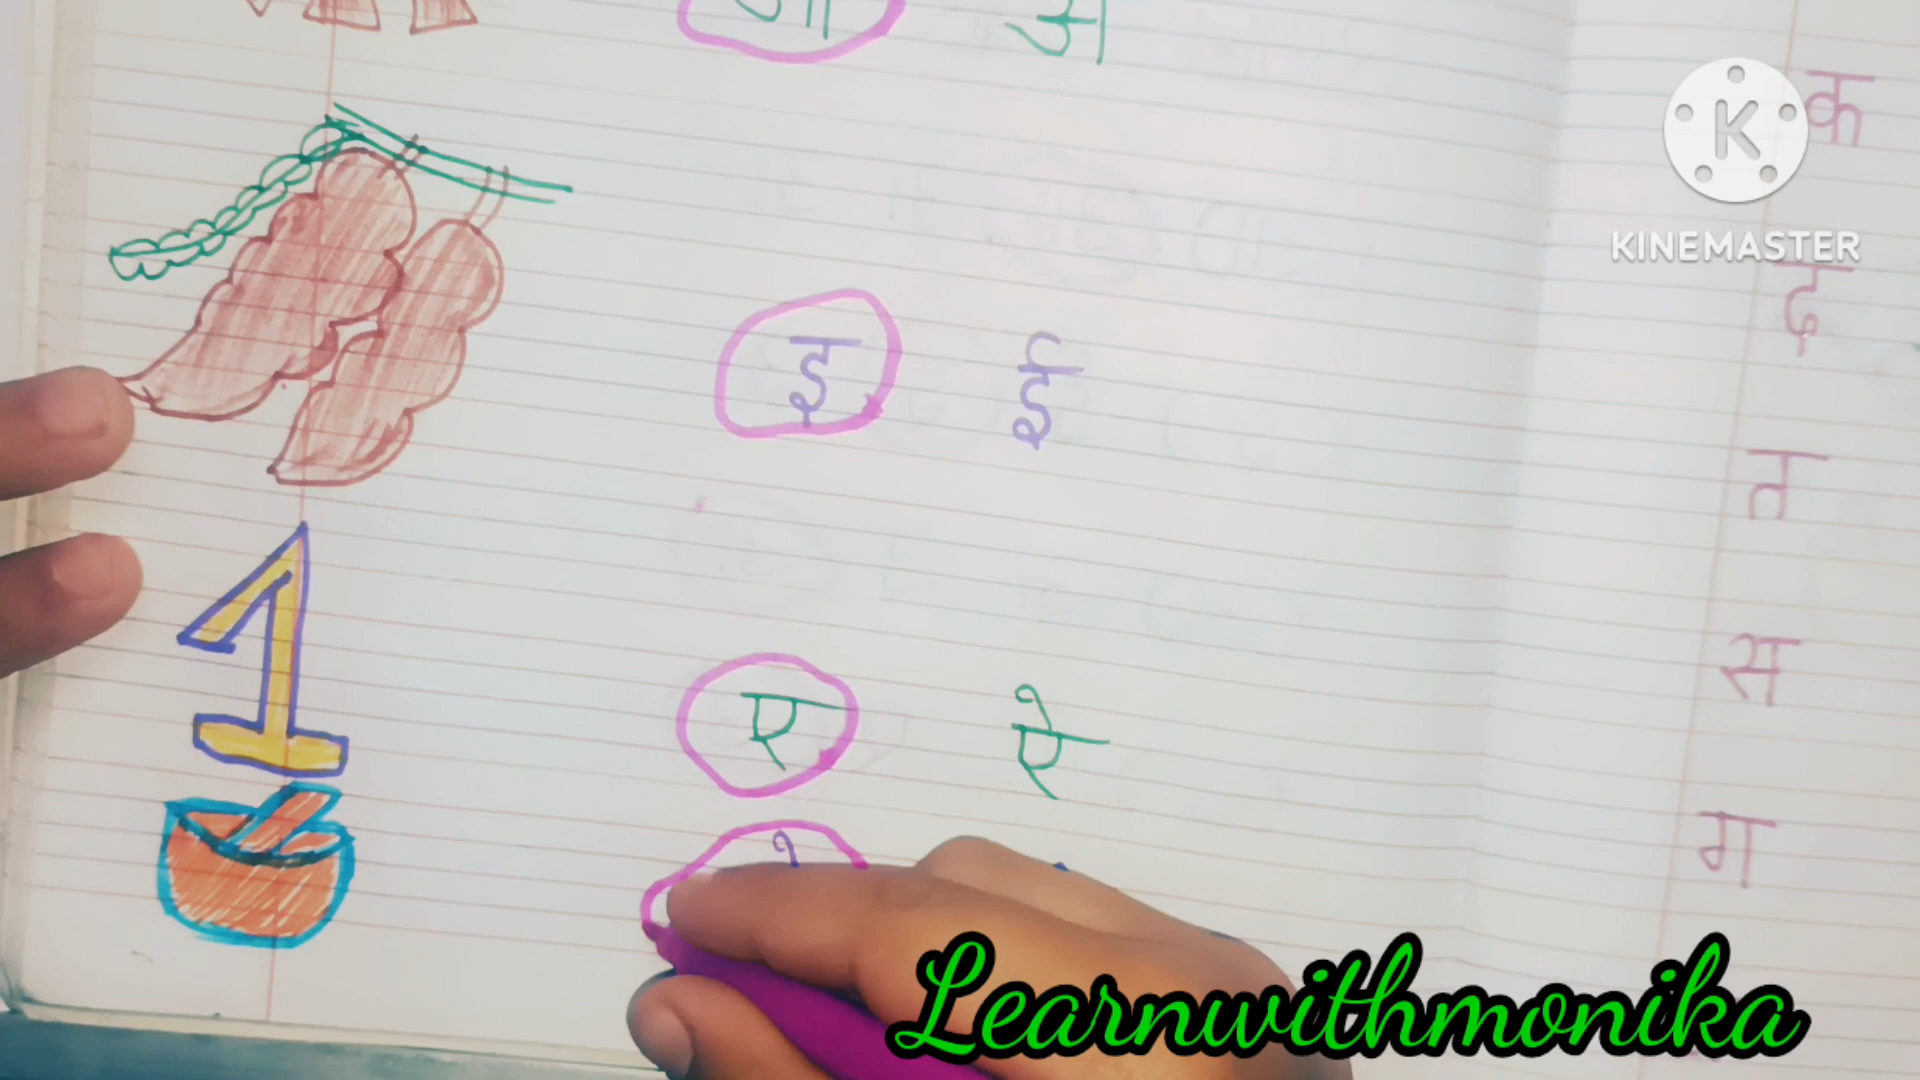 अ
क
KINEMASTER
द
इ ई
त
ए ऐ
स
ग
Learnwithmonika